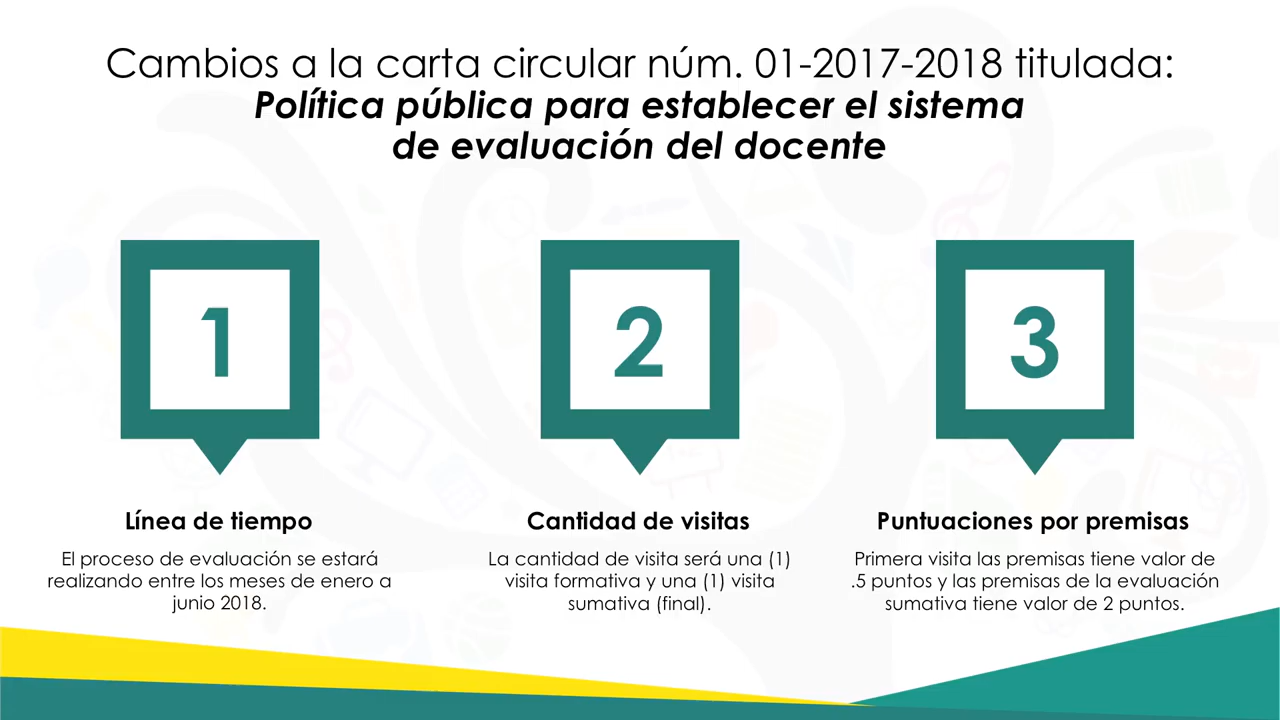 Cambios a la carta circular núm. 01-2017-2018 titulada:
Política pública para establecer el sistema
de evaluación del docente
1
2
3
Línea de tiempo
El proceso de evaluación se estará
realizando entre los meses de enero a
junio 2018.
Cantidad de visitas
La cantidad de visita será una (1)
visita formativa y una (1) visita
sumativa (final).
Puntuaciones por premisas
Primera visita las premisas tiene valor de
.5 puntos y las premisas de la evaluación
sumativa tiene valor de 2 puntos.